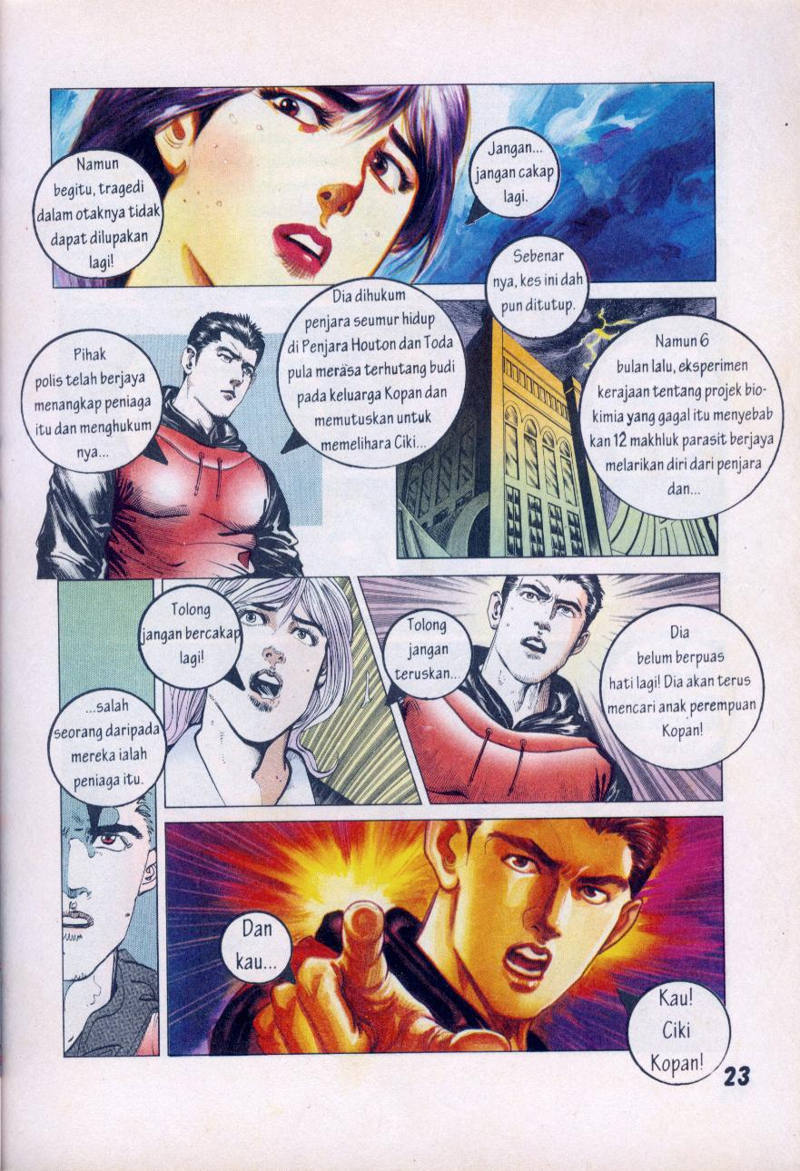 Namun
begitu, tragedi
dalam otaknya tidak
dapat dilupakan
lagi!
Jangan...
jangan cakap
lagi.
Pihak
polis telah berjaya
menangkap peniaga
itu dan menghukum
nya...
Dia dihukum
penjara seumur hidup
di Penjara Houton dan Toda
pula merasa terhutang budi
pada keluarga Kopan dan
memutuskan untuk
memelihara Ciki...
Sebenar
nya, kes ini dah
pun ditutup.
Namun 6
bulan lalu, eksperimen
kerajaan tentang projek bio-
kimia yang gagal itu menyebab
kan 12 makhluk parasit berjaya
melarikan diri dari penjara
dan...
...salah
seorang daripada
mereka ialah
peniaga itu.
Tolong
jangan bercakap
lagi!
Tolong
jangan
teruskan...
Dia
belum berpuas
hati lagi! Dia akan terus
mencari anak perempuan
Kopan!
Dan
kau...
Kau!
Ciki
Kopan!
23